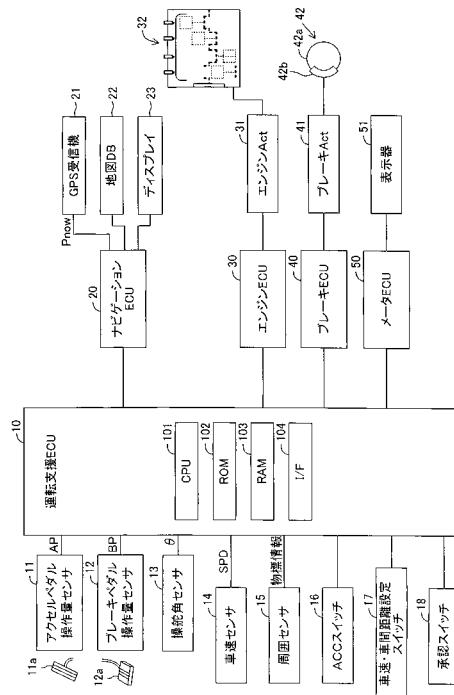 10
運転支援ECU
CPU
101
ROM
102
RAM
103
I/F
104
11
アクセルペダル
操作量センサ
AP
11a
12
ブレーキペダル
操作量センサ
BP
12a
13
操舵角センサ
θ
14
車速センサ
SPD
15
周囲センサ
物標情報
16
ACCスイッチ
17
車速・車間距離設定
スイッチ
18
承認スイッチ
20
ナビゲーション
ECU
Pnow
GPS受信機
21
地図DB
22
ディスプレイ
23
30
エンジンECU
31
エンジンAct
32
40
ブレーキECU
41
ブレーキAct
42
42a
42b
50
メータECU
51
表示器